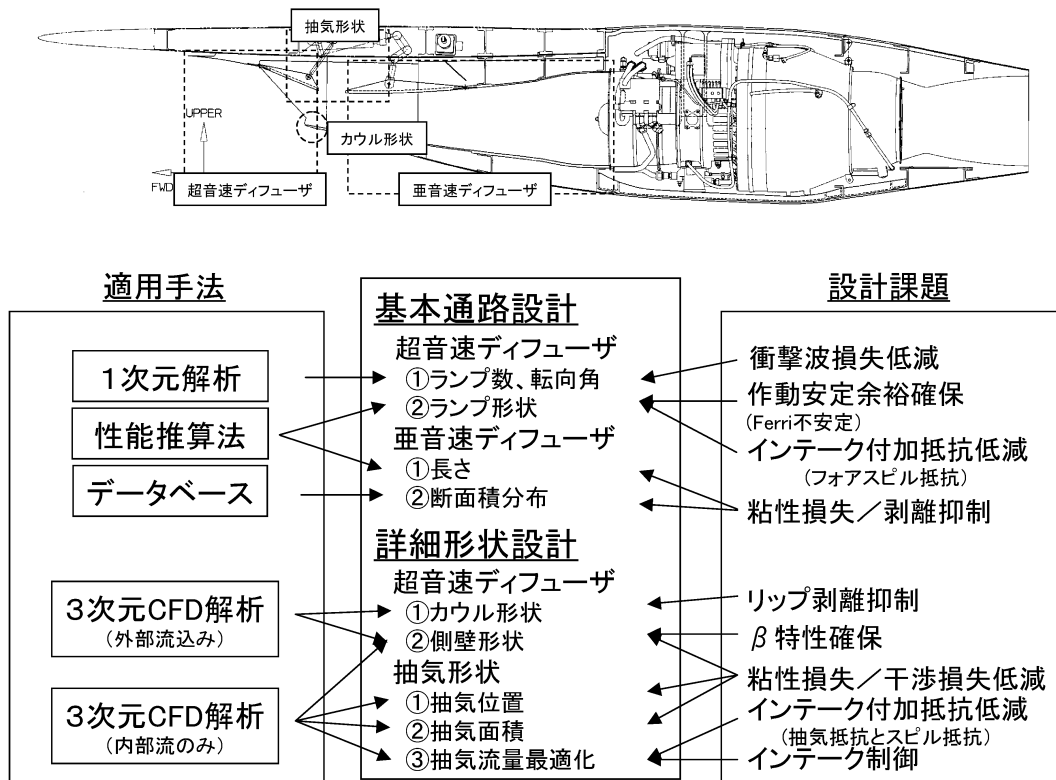 抽気形状
UPPER
カウル形状
FWD
超音速ディフューザ
亜音速ディフューザ
適用手法
1次元解析
性能推算法
データベース
3次元CFD解析
(外部流込み)
3次元CFD解析
(内部流のみ)
基本通路設計
超音速ディフューザ
①ランプ数、転向角
②ランプ形状
亜音速ディフューザ
①長さ
②断面積分布
詳細形状設計
超音速ディフューザ
①カウル形状
②側壁形状
抽気形状
①抽気位置
②抽気面積
③抽気流量最適化
設計課題
衝撃波損失低減
作動安定余裕確保
(Ferri不安定)
インテーク付加抵抗低減
(フォアスピル抵抗)
粘性損失/剥離抑制
リップ剥離抑制
β特性確保
粘性損失/干渉損失低減
インテーク付加抵抗低減
(抽気抵抗とスピル抵抗)
インテーク制御